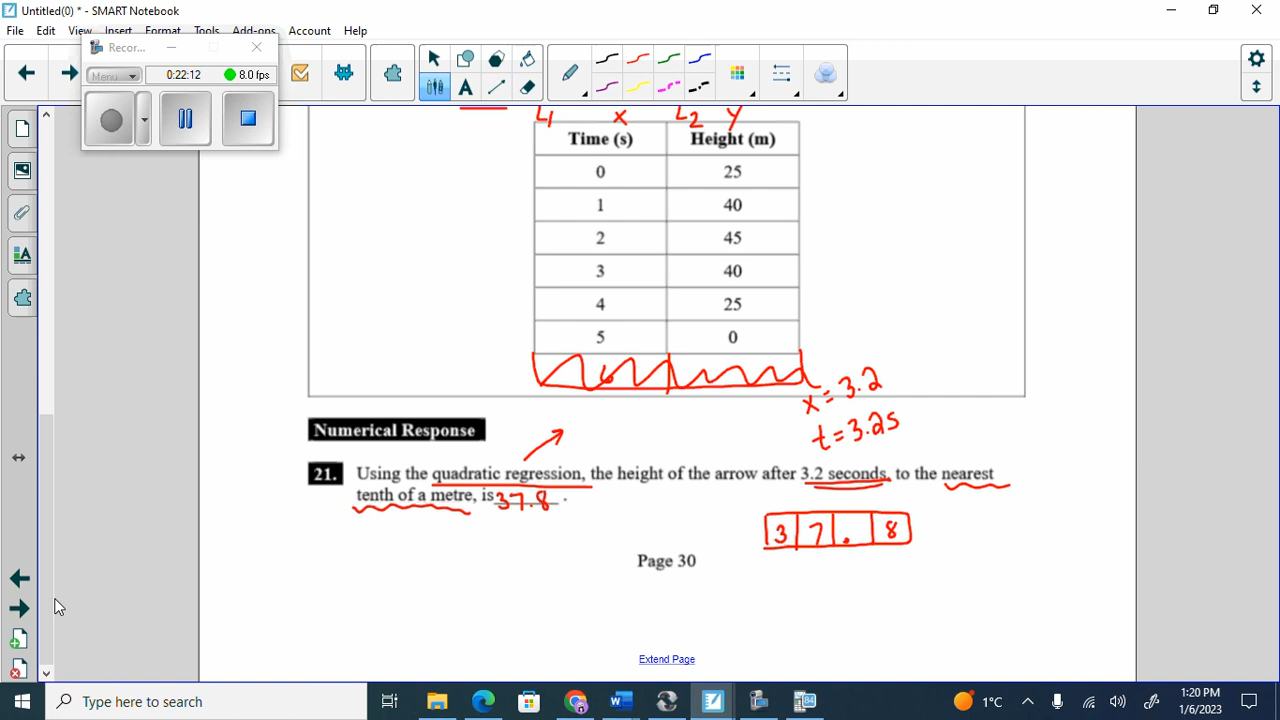 Untitled(0) * - SMART Notebook
File Edit View Insert Format Tools Add-ons Account Help
Recor...
Menu 0:22:12 8.0 fps
L1 x L2 y
Time (s) Height (m)
0 25
1 40
2 45
3 40
4 25
5 0
x = 3.2
t = 3.2s
Numerical Response
21. Using the quadratic regression, the height of the arrow after 3.2 seconds, to the nearest
tenth of a metre, is 37.8 .
3 7 . 8
Page 30
Extend Page
Type here to search
84
1°C
1:20 PM
1/6/2023